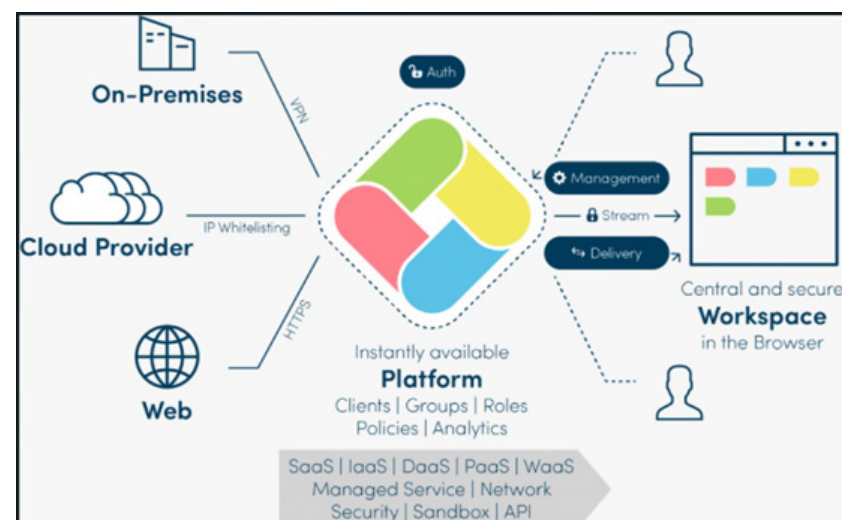 On-Premises
VPN
Auth
Cloud Provider
IP Whitelisting
Management
Stream
Delivery
HTTPS
Web
Central and secure
Workspace
in the Browser
Instantly available
Platform
Clients | Groups | Roles
Policies | Analytics
SaaS | IaaS | DaaS | PaaS | WaaS
Managed Service | Network
Security | Sandbox | API